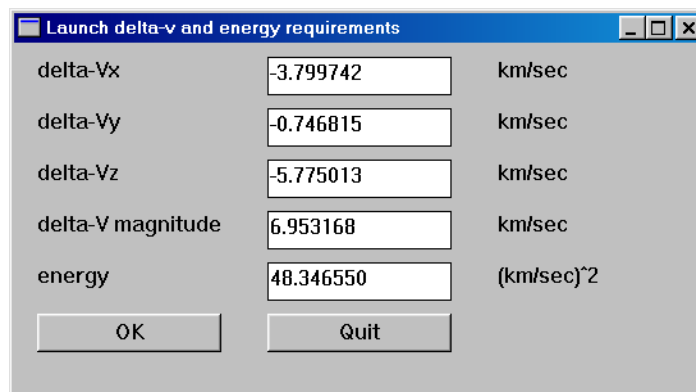 Launch delta-v and energy requirements
delta-Vx -3.799742 km/sec
delta-Vy -0.746815 km/sec
delta-Vz -5.775013 km/sec
delta-V magnitude 6.953168 km/sec
energy 48.346550 (km/sec)^2
OK Quit